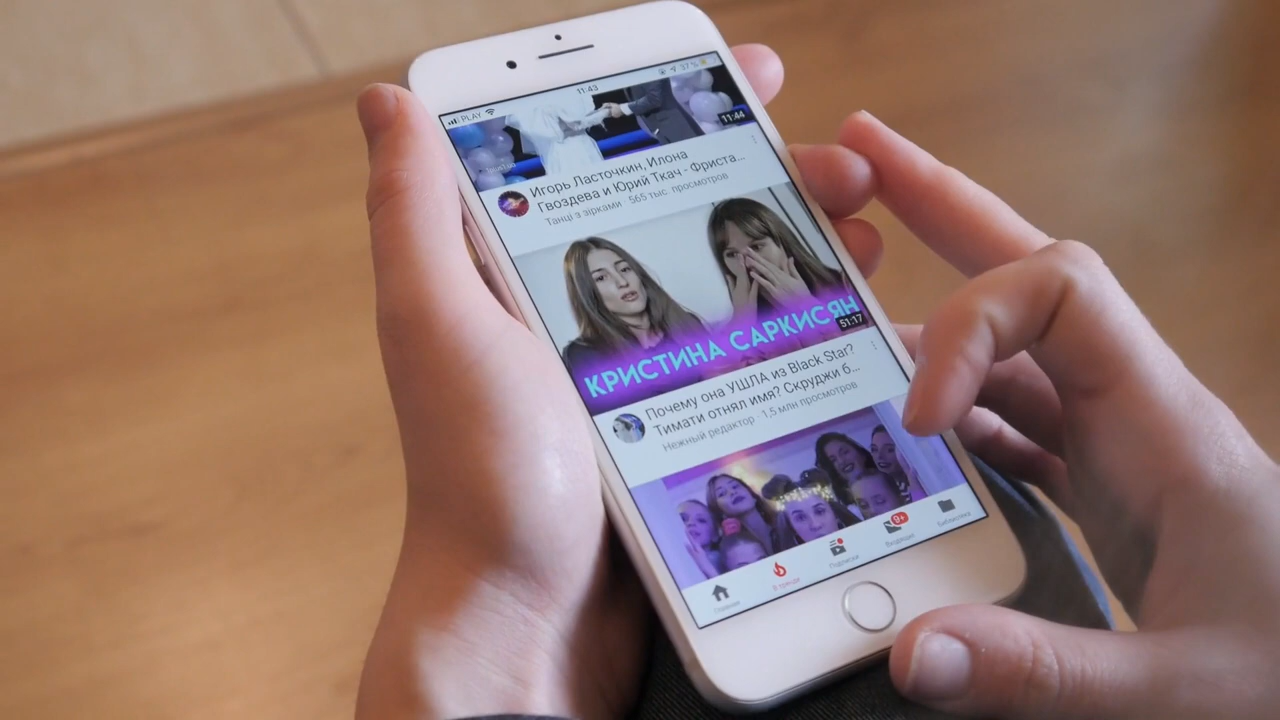 PLAY 11:43 37 %
11:44
Игорь Ласточкин, Илона
Гвоздева и Юрий Ткач - Фриста...
Танці з зірками · 565 тыс. просмотров
КРИСТИНА САРКИСЯН
51:17
Почему она УШЛА из Black Star?
Тимати отнял имя? Скруджи б...
Нежный редактор · 1,5 млн просмотров
9+
Главная В тренде Подписки Входящие Библиотека